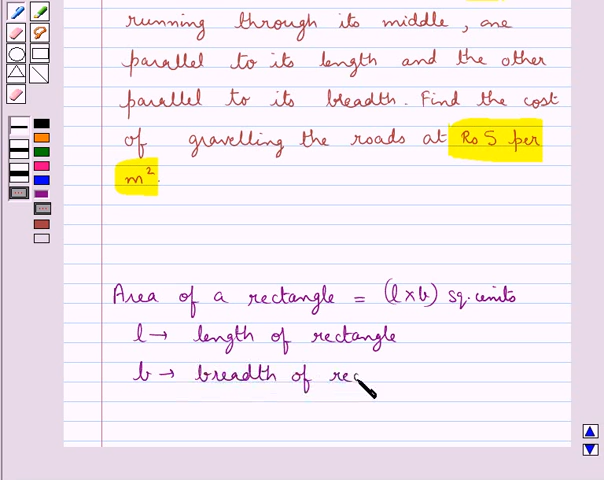 running through its middle, one
parallel to its length and the other
parallel to its breadth. Find the cost
of gravelling the roads at Rs 5 per
m².
Area of a rectangle = (l×b) sq. units
l → length of rectangle
b → breadth of rec